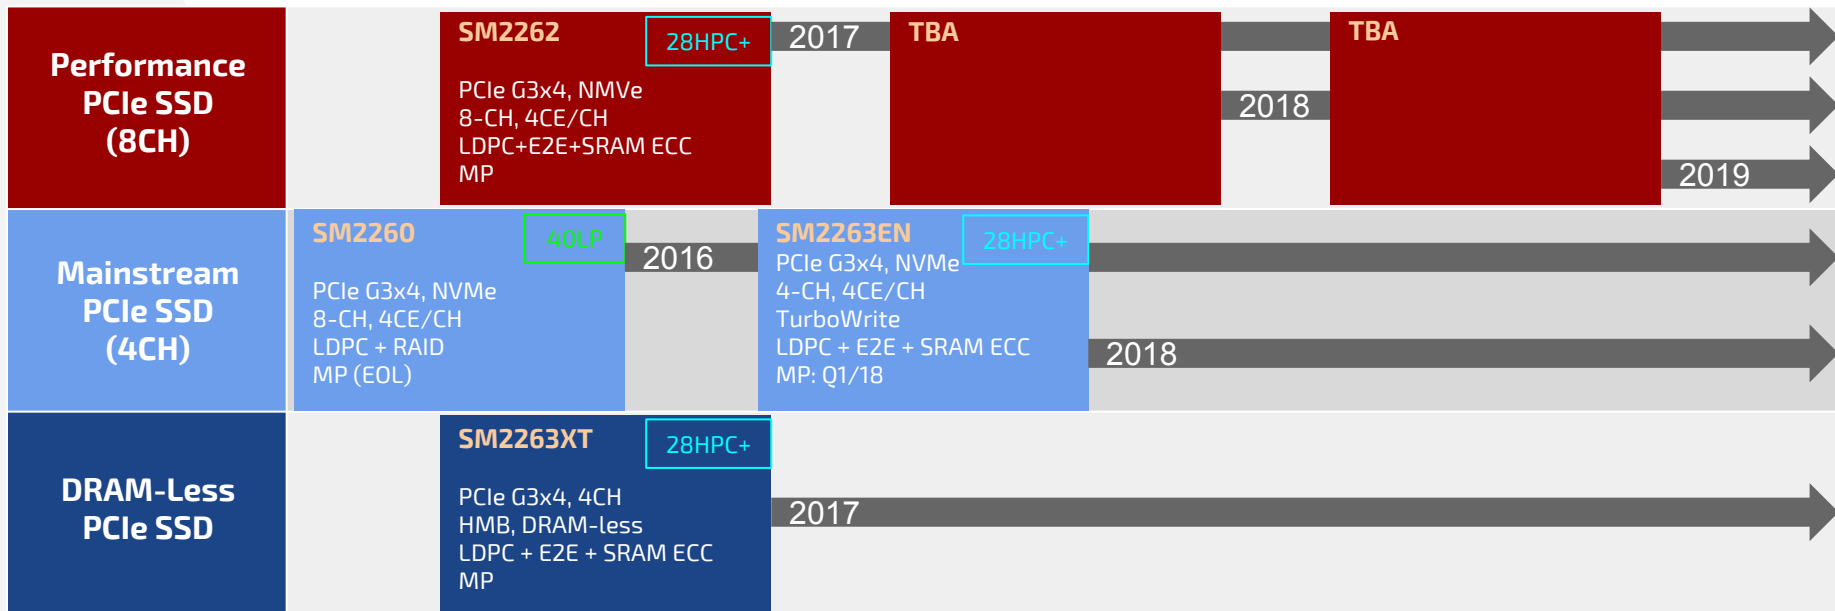 Performance
PCIe SSD
(8CH)
SM2262
28HPC+
PCIe G3x4, NMVe
8-CH, 4CE/CH
LDPC+E2E+SRAM ECC
MP
2017
TBA
2018
TBA
2019
Mainstream
PCIe SSD
(4CH)
SM2260
40LP
PCIe G3x4, NVMe
8-CH, 4CE/CH
LDPC + RAID
MP (EOL)
2016
SM2263EN
28HPC+
PCIe G3x4, NVMe
4-CH, 4CE/CH
TurboWrite
LDPC + E2E + SRAM ECC
MP: Q1/18
2018
DRAM-Less
PCIe SSD
SM2263XT
28HPC+
PCIe G3x4, 4CH
HMB, DRAM-less
LDPC + E2E + SRAM ECC
MP
2017